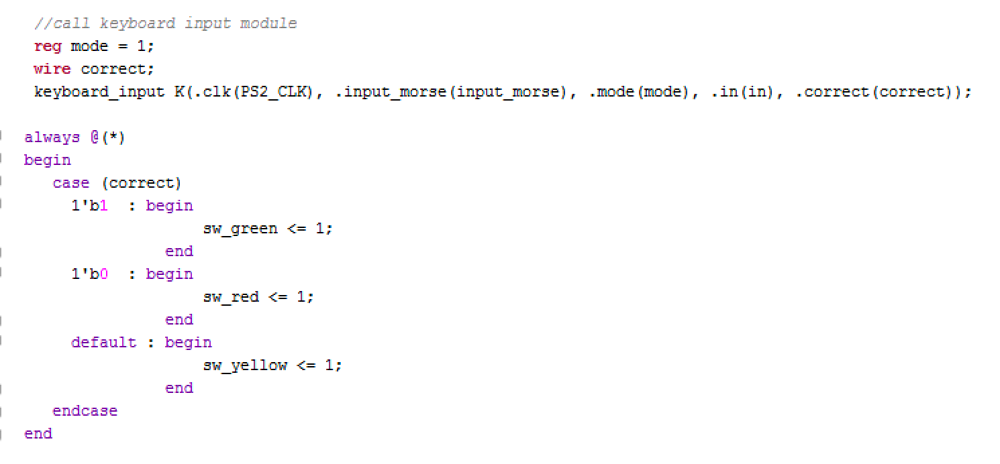 //call keyboard input module
reg mode = 1;
wire correct;
keyboard_input K(.clk(PS2_CLK), .input_morse(input_morse), .mode(mode), .in(in), .correct(correct));
always @(*)
begin
case (correct)
1'b1 : begin
sw_green <= 1;
end
1'b0 : begin
sw_red <= 1;
end
default : begin
sw_yellow <= 1;
end
endcase
end